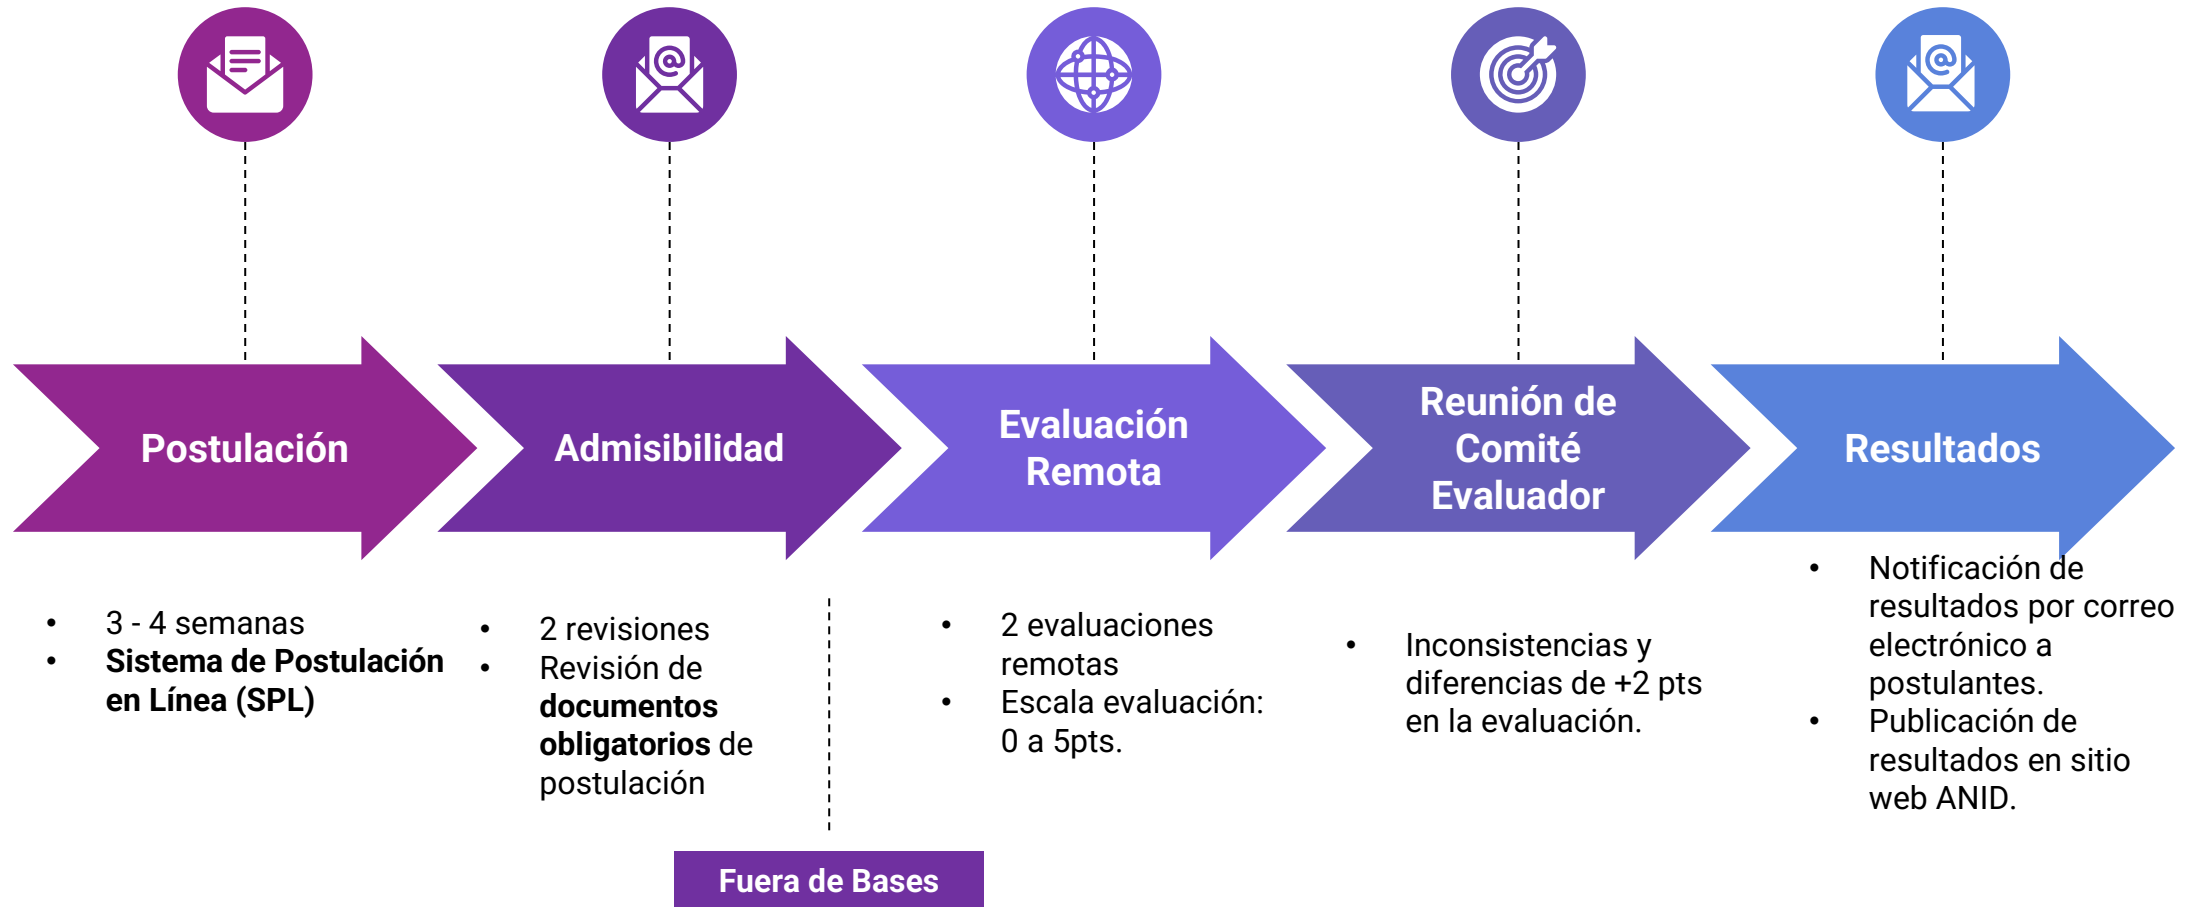 Postulación
Admisibilidad
Evaluación
Remota
Reunión de
Comité
Evaluador
Resultados
• 3 - 4 semanas
• Sistema de Postulación
en Línea (SPL)
• 2 revisiones
• Revisión de
documentos
obligatorios de
postulación
• 2 evaluaciones
remotas
• Escala evaluación:
0 a 5pts.
• Inconsistencias y
diferencias de +2 pts
en la evaluación.
• Notificación de
resultados por correo
electrónico a
postulantes.
• Publicación de
resultados en sitio
web ANID.
Fuera de Bases